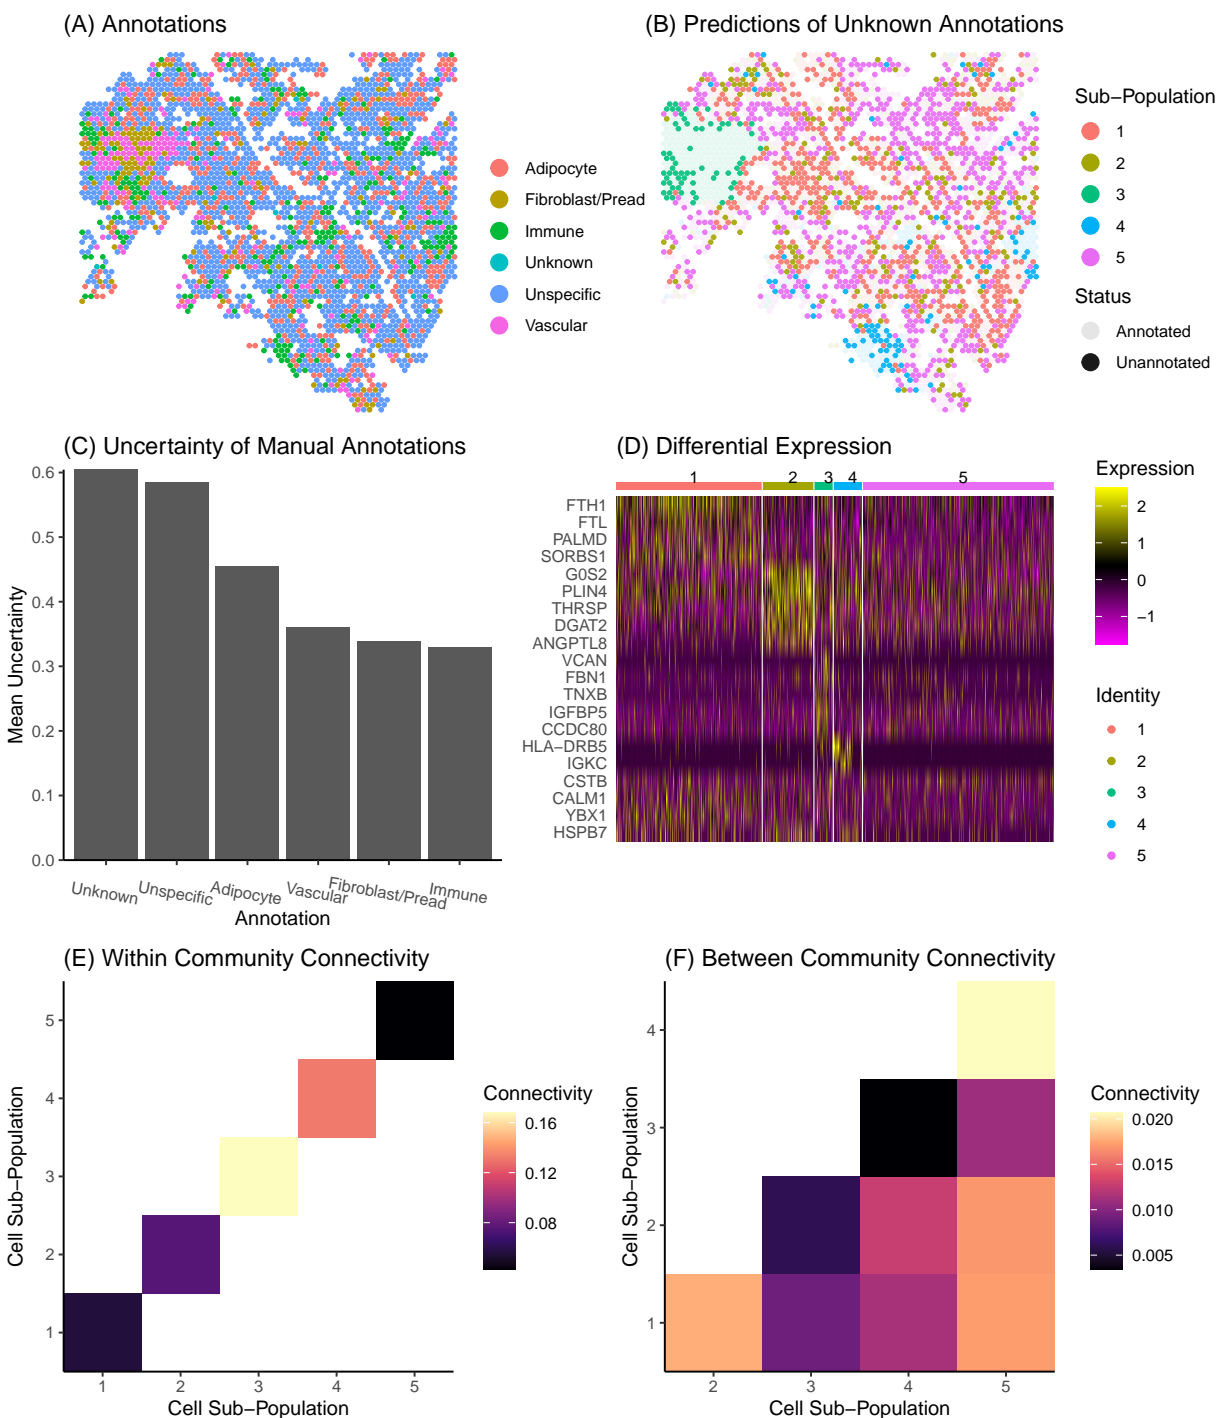 (A) Annotations
Adipocyte
Fibroblast/Pread
Immune
Unknown
Unspecific
Vascular
(B) Predictions of Unknown Annotations
Sub−Population
1
2
3
4
5
Status
Annotated
Unannotated
(C) Uncertainty of Manual Annotations
Mean Uncertainty
0.6
0.5
0.4
0.3
0.2
0.1
0.0
Unknown
Unspecific
Adipocyte
Vascular
Fibroblast/Pread
Immune
Annotation
(D) Differential Expression
1 2 3 4 5
FTH1
FTL
PALMD
SORBS1
G0S2
PLIN4
THRSP
DGAT2
ANGPTL8
VCAN
FBN1
TNXB
IGFBP5
CCDC80
HLA−DRB5
IGKC
CSTB
CALM1
YBX1
HSPB7
Expression
2
1
0
−1
Identity
1
2
3
4
5
(E) Within Community Connectivity
Cell Sub−Population
5
4
3
2
1
1 2 3 4 5
Cell Sub−Population
Connectivity
0.16
0.12
0.08
(F) Between Community Connectivity
Cell Sub−Population
4
3
2
1
2 3 4 5
Cell Sub−Population
Connectivity
0.020
0.015
0.010
0.005